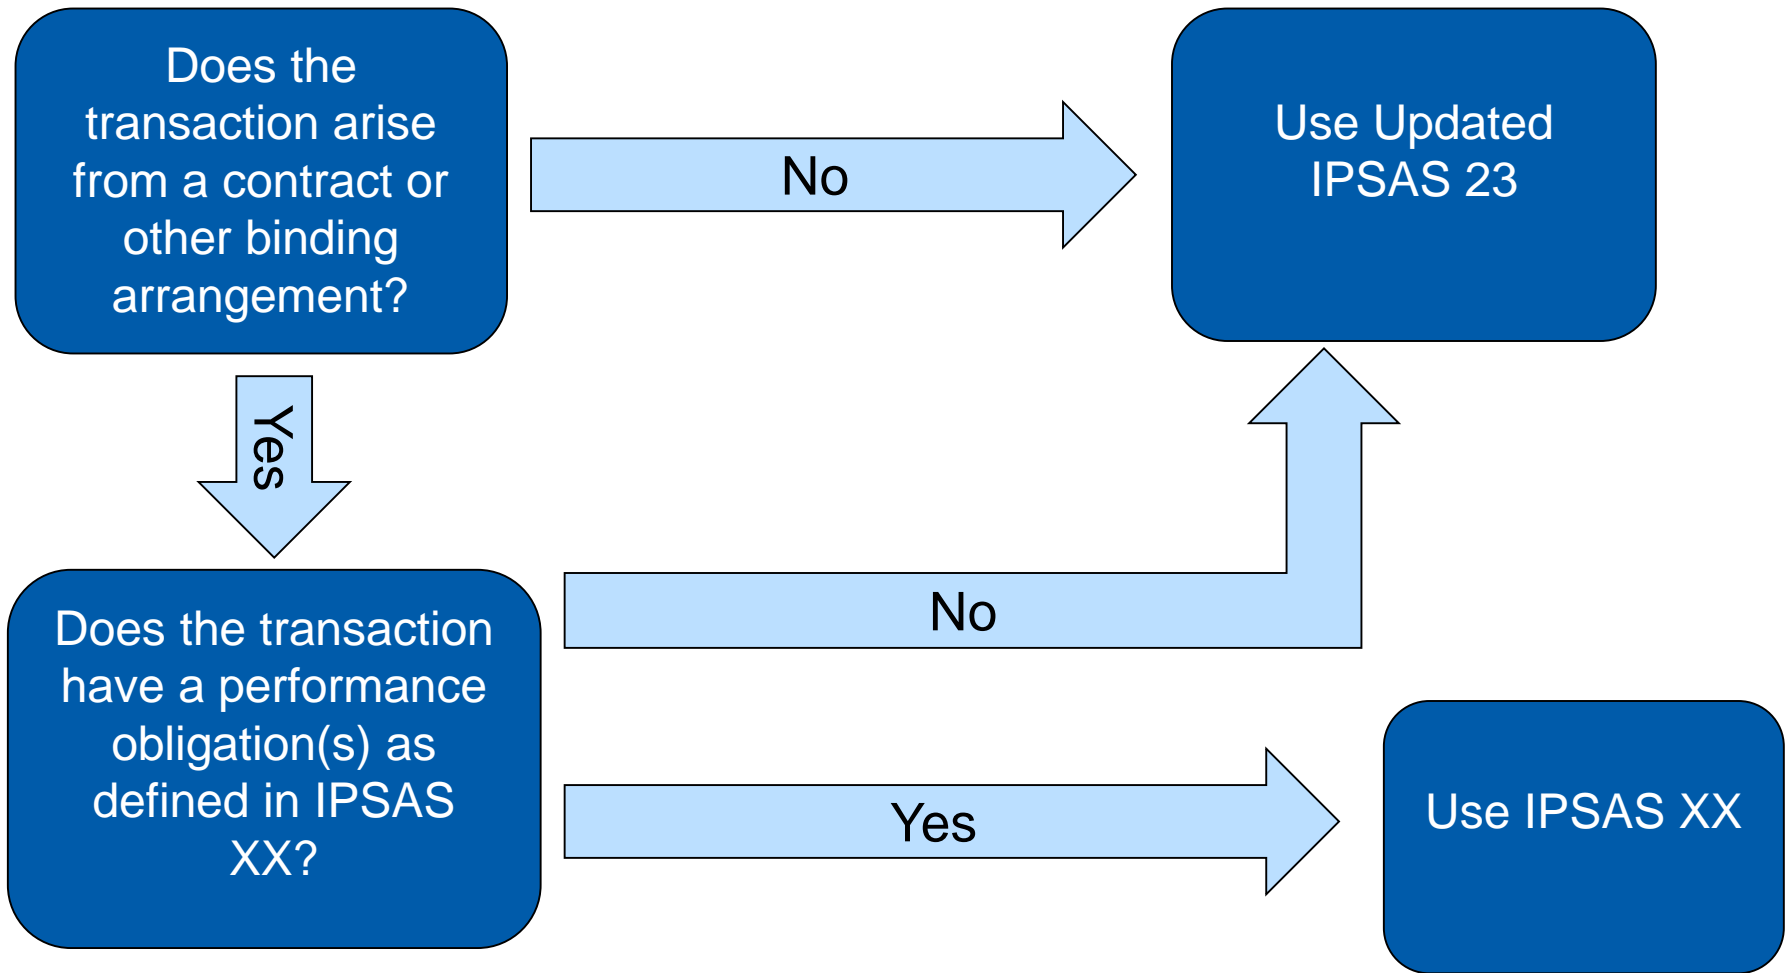 Does the
transaction arise
from a contract or
other binding
arrangement?
No
Use Updated
IPSAS 23
Yes
Does the transaction
have a performance
obligation(s) as
defined in IPSAS
XX?
No
Yes
Use IPSAS XX